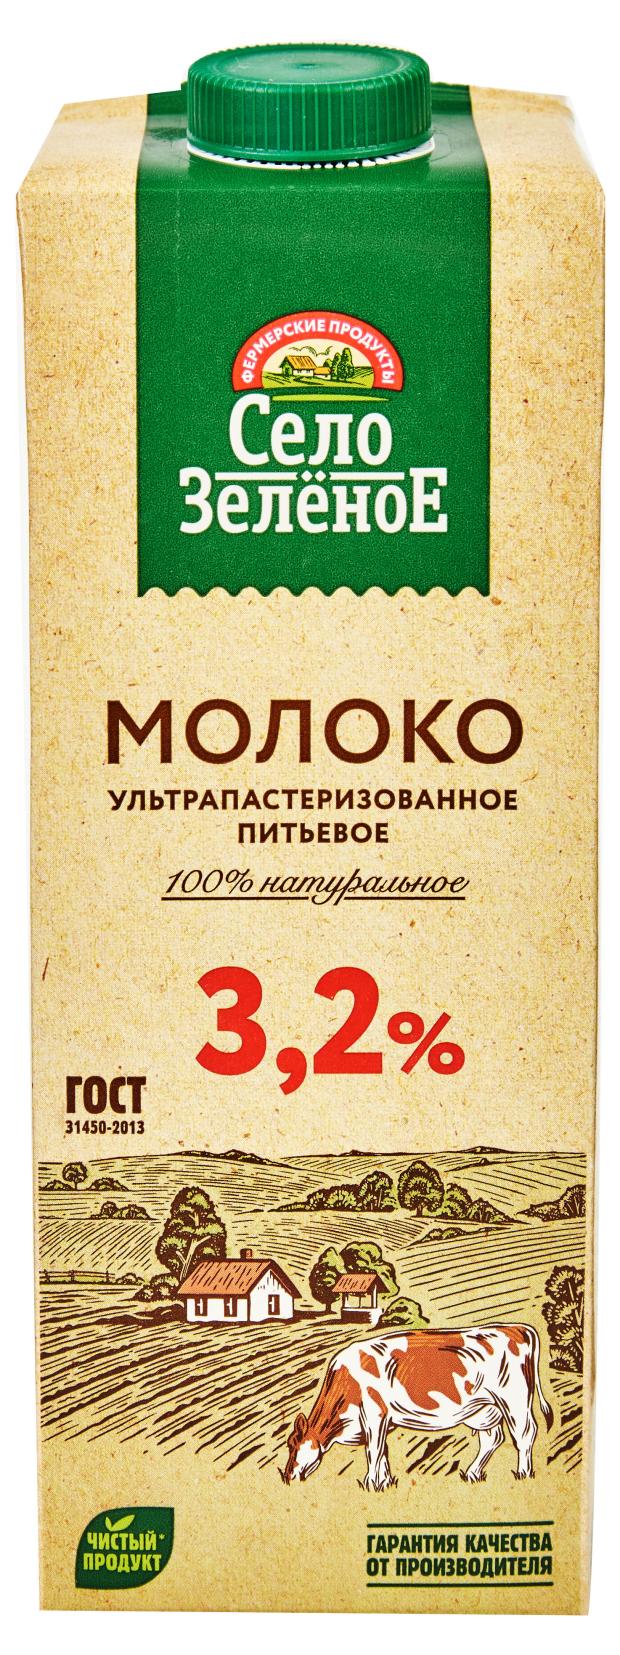 ФЕРМЕРСКИЕ ПРОДУКТЫ
Село
ЗелёноЕ
МОЛОКО
УЛЬТРАПАСТЕРИЗОВАННОЕ
ПИТЬЕВОЕ
100% натуральное
3,2%
ГОСТ
31450-2013
ЧИСТЫЙ*
ПРОДУКТ
ГАРАНТИЯ КАЧЕСТВА
ОТ ПРОИЗВОДИТЕЛЯ